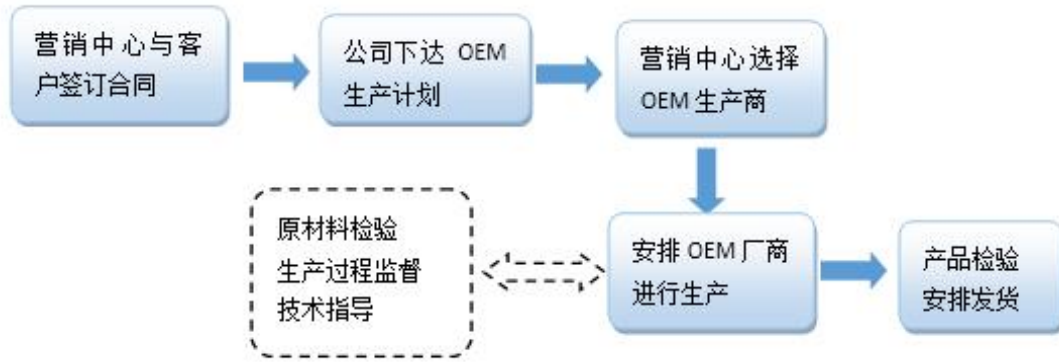 营销中心与客
户签订合同
公司下达 OEM
生产计划
营销中心选择
OEM 生产商
原材料检验
生产过程监督
技术指导
安排 OEM 厂商
进行生产
产品检验
安排发货